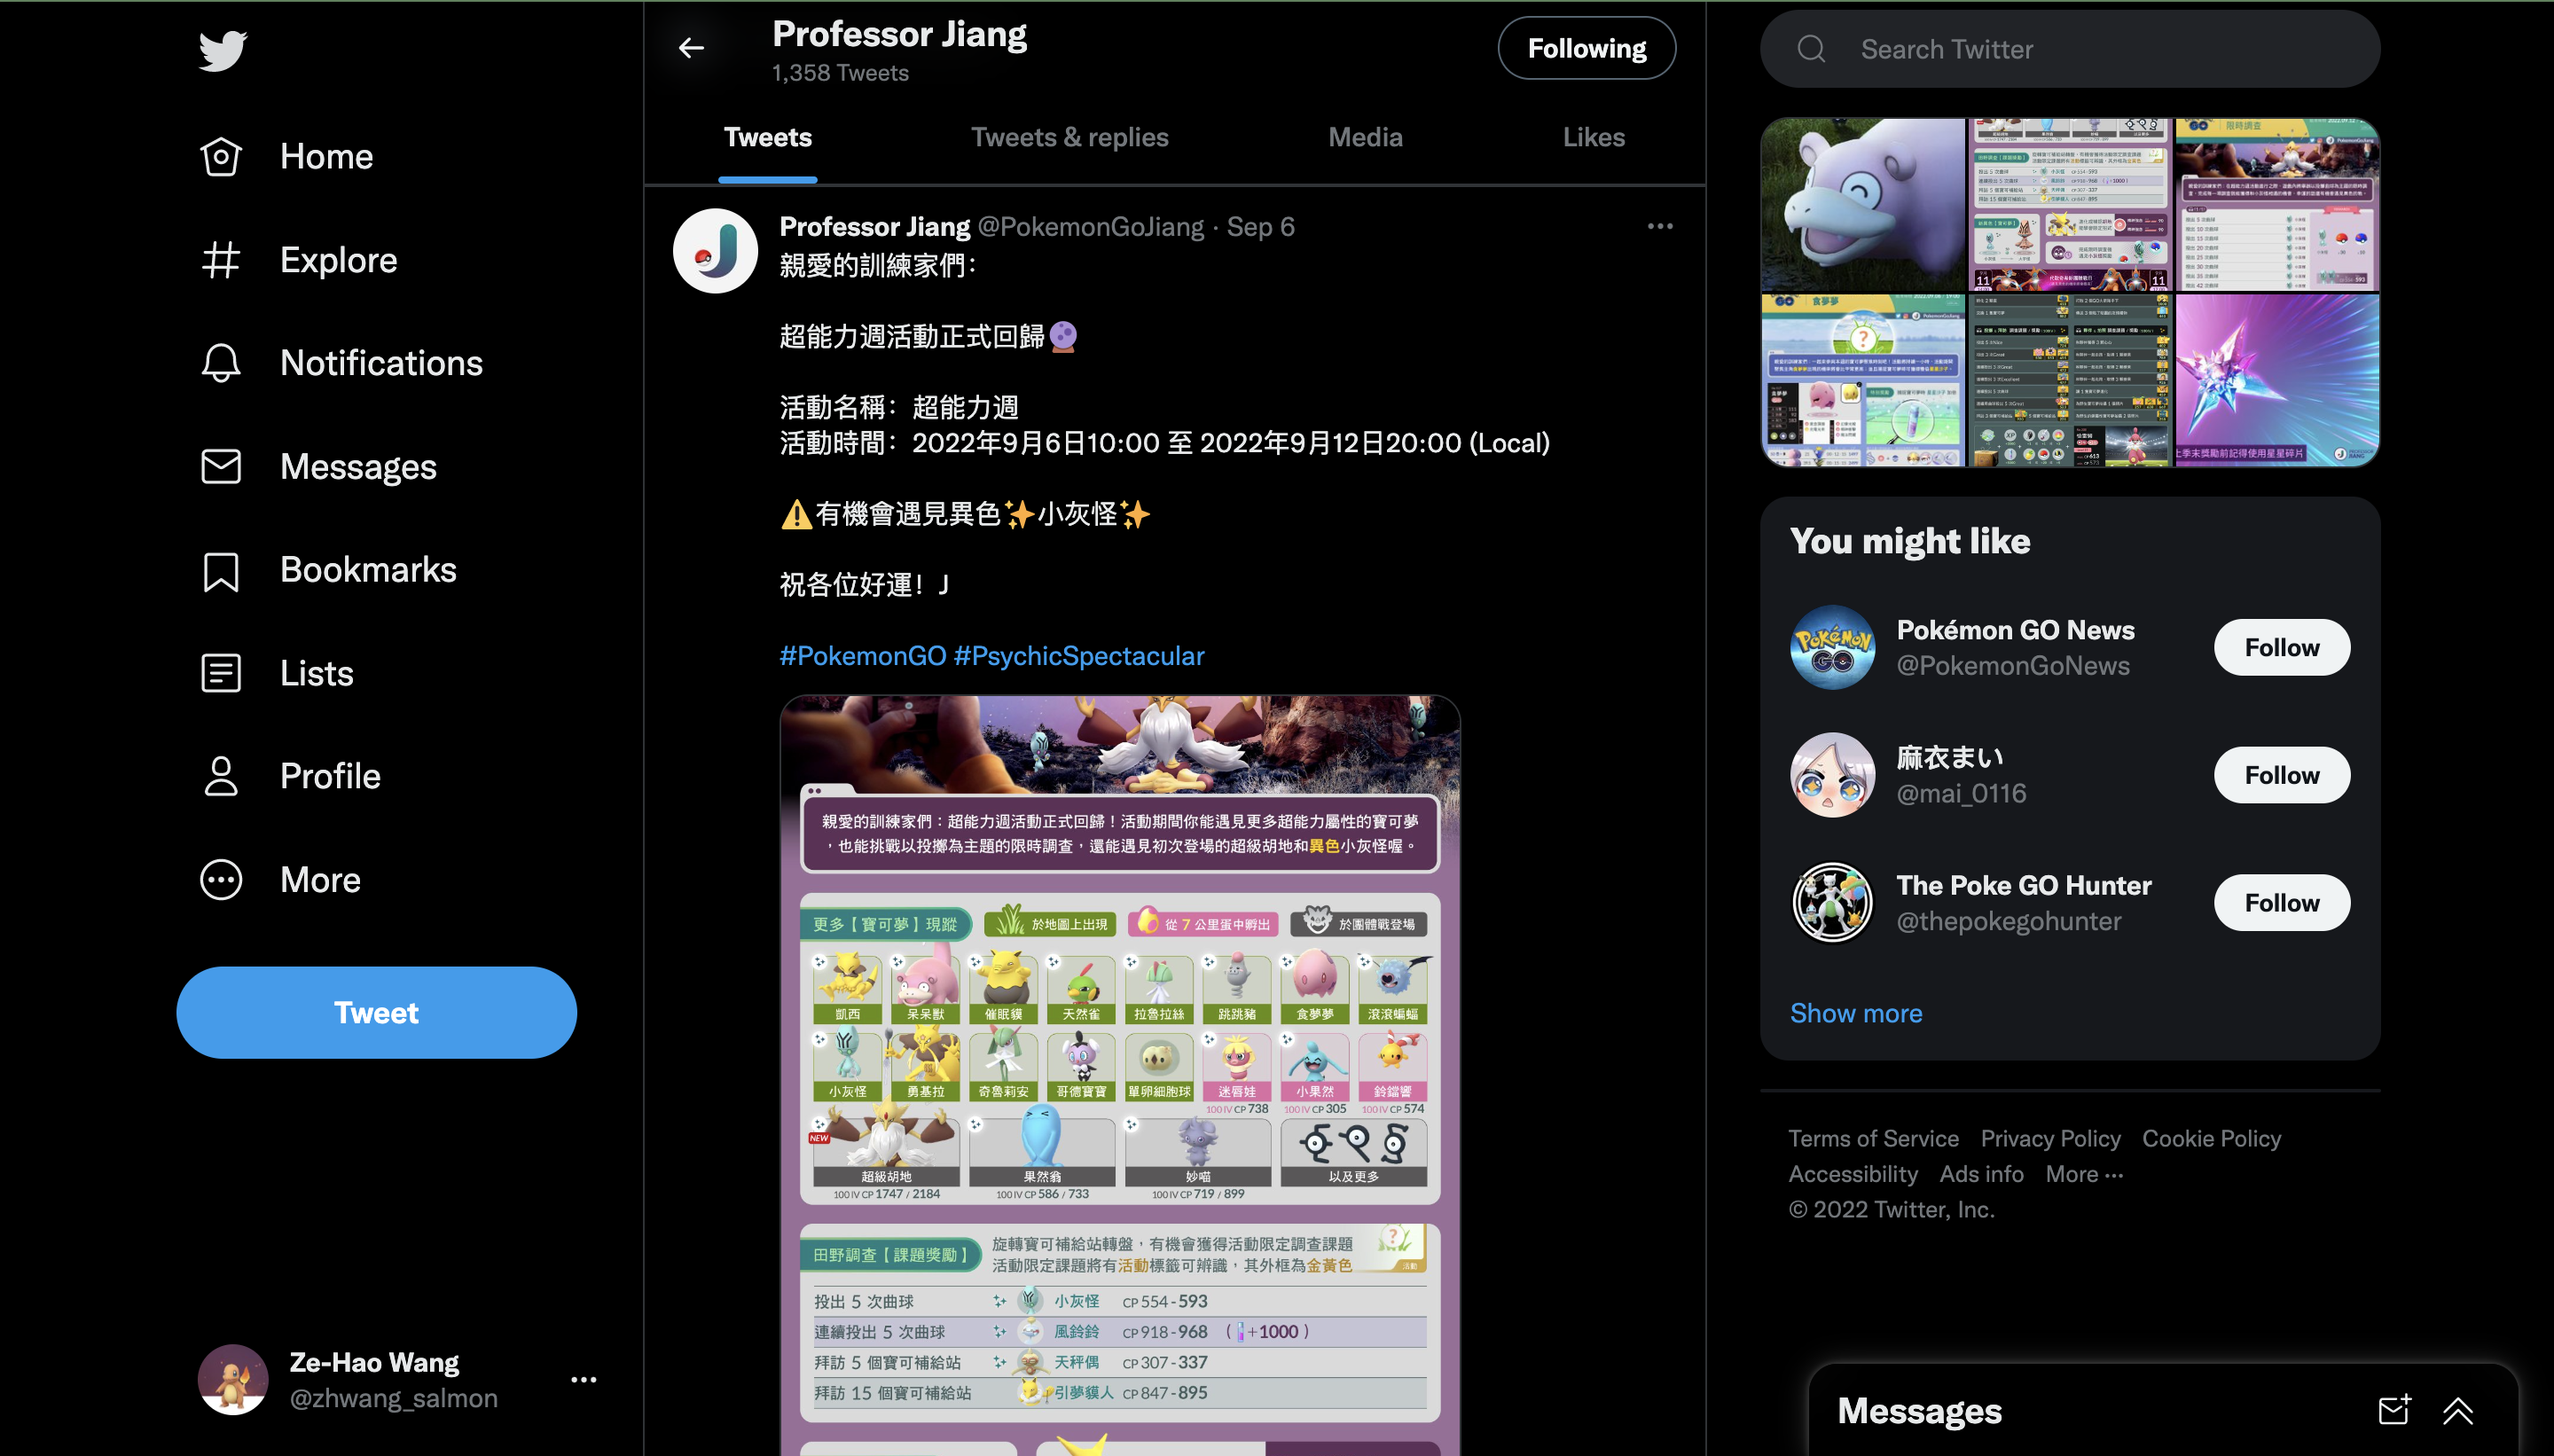 Home
Explore
Notifications
Messages
Bookmarks
Lists
Profile
More
Tweet
Ze-Hao Wang
@zhwang_salmon
Professor Jiang
1,358 Tweets
Following
Tweets
Tweets & replies
Media
Likes
Professor Jiang @PokemonGoJiang · Sep 6
親愛的訓練家們：
超能力週活動正式回歸🔮
活動名稱：超能力週
活動時間：2022年9月6日10:00 至 2022年9月12日20:00 (Local)
⚠️有機會遇見異色✨小灰怪✨
祝各位好運！J
#PokemonGO #PsychicSpectacular
親愛的訓練家們：超能力週活動正式回歸！活動期間你能遇見更多超能力屬性的寶可夢
，也能挑戰以投擲為主題的限時調查，還能遇見初次登場的超級胡地和異色小灰怪喔。
更多【寶可夢】現蹤
於地圖上出現
從 7 公里蛋中孵出
於團體戰登場
凱西 呆呆獸 催眠貘 天然雀 拉魯拉絲 跳跳豬 食夢夢 滾滾蝙蝠
小灰怪 勇基拉 奇魯莉安 哥德寶寶 單卵細胞球 迷唇娃 小果然 鈴鐺響
100 IV CP 738 100 IV CP 305 100 IV CP 574
NEW
超級胡地 果然翁 妙喵 以及更多
100 IV CP 1747 / 2184 100 IV CP 586 / 733 100 IV CP 719 / 899
田野調查【課題獎勵】
旋轉寶可補給站轉盤，有機會獲得活動限定調查課題
活動限定課題將有活動標籤可辨識，其外框為金黃色
活動
投出 5 次曲球 小灰怪 CP 554-593
連續投出 5 次曲球 風鈴鈴 CP 918-968 ( +1000 )
拜訪 5 個寶可補給站 天秤偶 CP 307-337
拜訪 15 個寶可補給站 引夢貘人 CP 847-895
Search Twitter
限時調查
食夢夢
季末獎勵前記得使用星星碎片
You might like
Pokémon GO News
@PokemonGoNews
Follow
麻衣まい
@mai_0116
Follow
The Poke GO Hunter
@thepokegohunter
Follow
Show more
Terms of Service Privacy Policy Cookie Policy
Accessibility Ads info More ···
© 2022 Twitter, Inc.
Messages